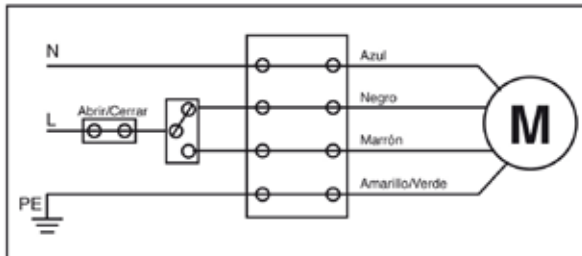 N
Azul
Abrir/Cerrar
L
Negro
M
Marrón
Amarillo/Verde
PE